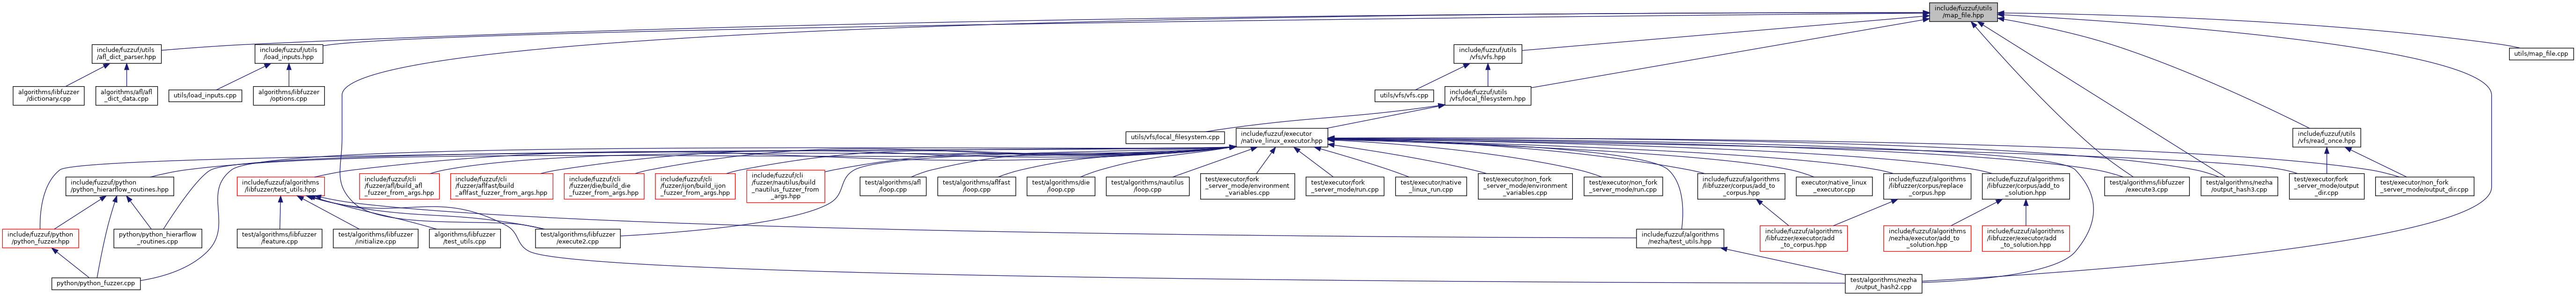 include/fuzzuf/utils
/map_file.hpp
include/fuzzuf/utils
/afl_dict_parser.hpp
include/fuzzuf/utils
/load_inputs.hpp
include/fuzzuf/utils
/vfs/vfs.hpp
utils/map_file.cpp
algorithms/libfuzzer
/dictionary.cpp
algorithms/afl/afl
_dict_data.cpp
utils/load_inputs.cpp
algorithms/libfuzzer
/options.cpp
utils/vfs/vfs.cpp
include/fuzzuf/utils
/vfs/local_filesystem.hpp
utils/vfs/local_filesystem.cpp
include/fuzzuf/executor
/native_linux_executor.hpp
include/fuzzuf/utils
/vfs/read_once.hpp
include/fuzzuf/python
/python_hierarflow_routines.hpp
include/fuzzuf/algorithms
/libfuzzer/test_utils.hpp
include/fuzzuf/cli
/fuzzer/afl/build_afl
_fuzzer_from_args.hpp
include/fuzzuf/cli
/fuzzer/aflfast/build
_aflfast_fuzzer_from_args.hpp
include/fuzzuf/cli
/fuzzer/die/build_die
_fuzzer_from_args.hpp
include/fuzzuf/cli
/fuzzer/ijon/build_ijon
_fuzzer_from_args.hpp
include/fuzzuf/cli
/fuzzer/nautilus/build
_nautilus_fuzzer_from
_args.hpp
test/algorithms/afl
/loop.cpp
test/algorithms/aflfast
/loop.cpp
test/algorithms/die
/loop.cpp
test/algorithms/nautilus
/loop.cpp
test/executor/fork
_server_mode/environment
_variables.cpp
test/executor/fork
_server_mode/run.cpp
test/executor/native
_linux_run.cpp
test/executor/non_fork
_server_mode/environment
_variables.cpp
test/executor/non_fork
_server_mode/run.cpp
include/fuzzuf/algorithms
/libfuzzer/corpus/add_to
_corpus.hpp
executor/native_linux
_executor.cpp
include/fuzzuf/algorithms
/libfuzzer/corpus/replace
_corpus.hpp
include/fuzzuf/algorithms
/libfuzzer/corpus/add_to
_solution.hpp
test/algorithms/libfuzzer
/execute3.cpp
test/algorithms/nezha
/output_hash3.cpp
test/executor/fork
_server_mode/output
_dir.cpp
test/executor/non_fork
_server_mode/output_dir.cpp
include/fuzzuf/python
/python_fuzzer.hpp
python/python_hierarflow
_routines.cpp
test/algorithms/libfuzzer
/feature.cpp
test/algorithms/libfuzzer
/initialize.cpp
algorithms/libfuzzer
/test_utils.cpp
test/algorithms/libfuzzer
/execute2.cpp
include/fuzzuf/algorithms
/nezha/test_utils.hpp
include/fuzzuf/algorithms
/libfuzzer/executor/add
_to_corpus.hpp
include/fuzzuf/algorithms
/nezha/executor/add_to
_solution.hpp
include/fuzzuf/algorithms
/libfuzzer/executor/add
_to_solution.hpp
python/python_fuzzer.cpp
test/algorithms/nezha
/output_hash2.cpp